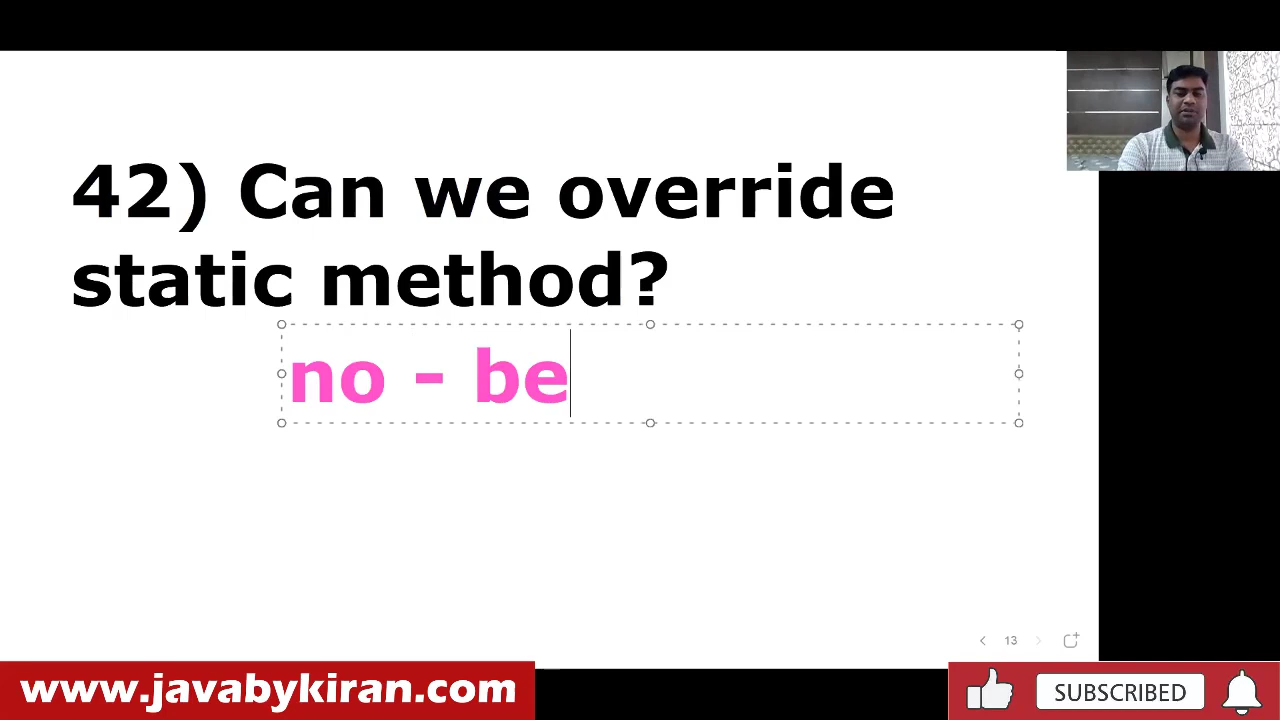 42) Can we override
static method?
no - be
13
www.javabykiran.com
SUBSCRIBED